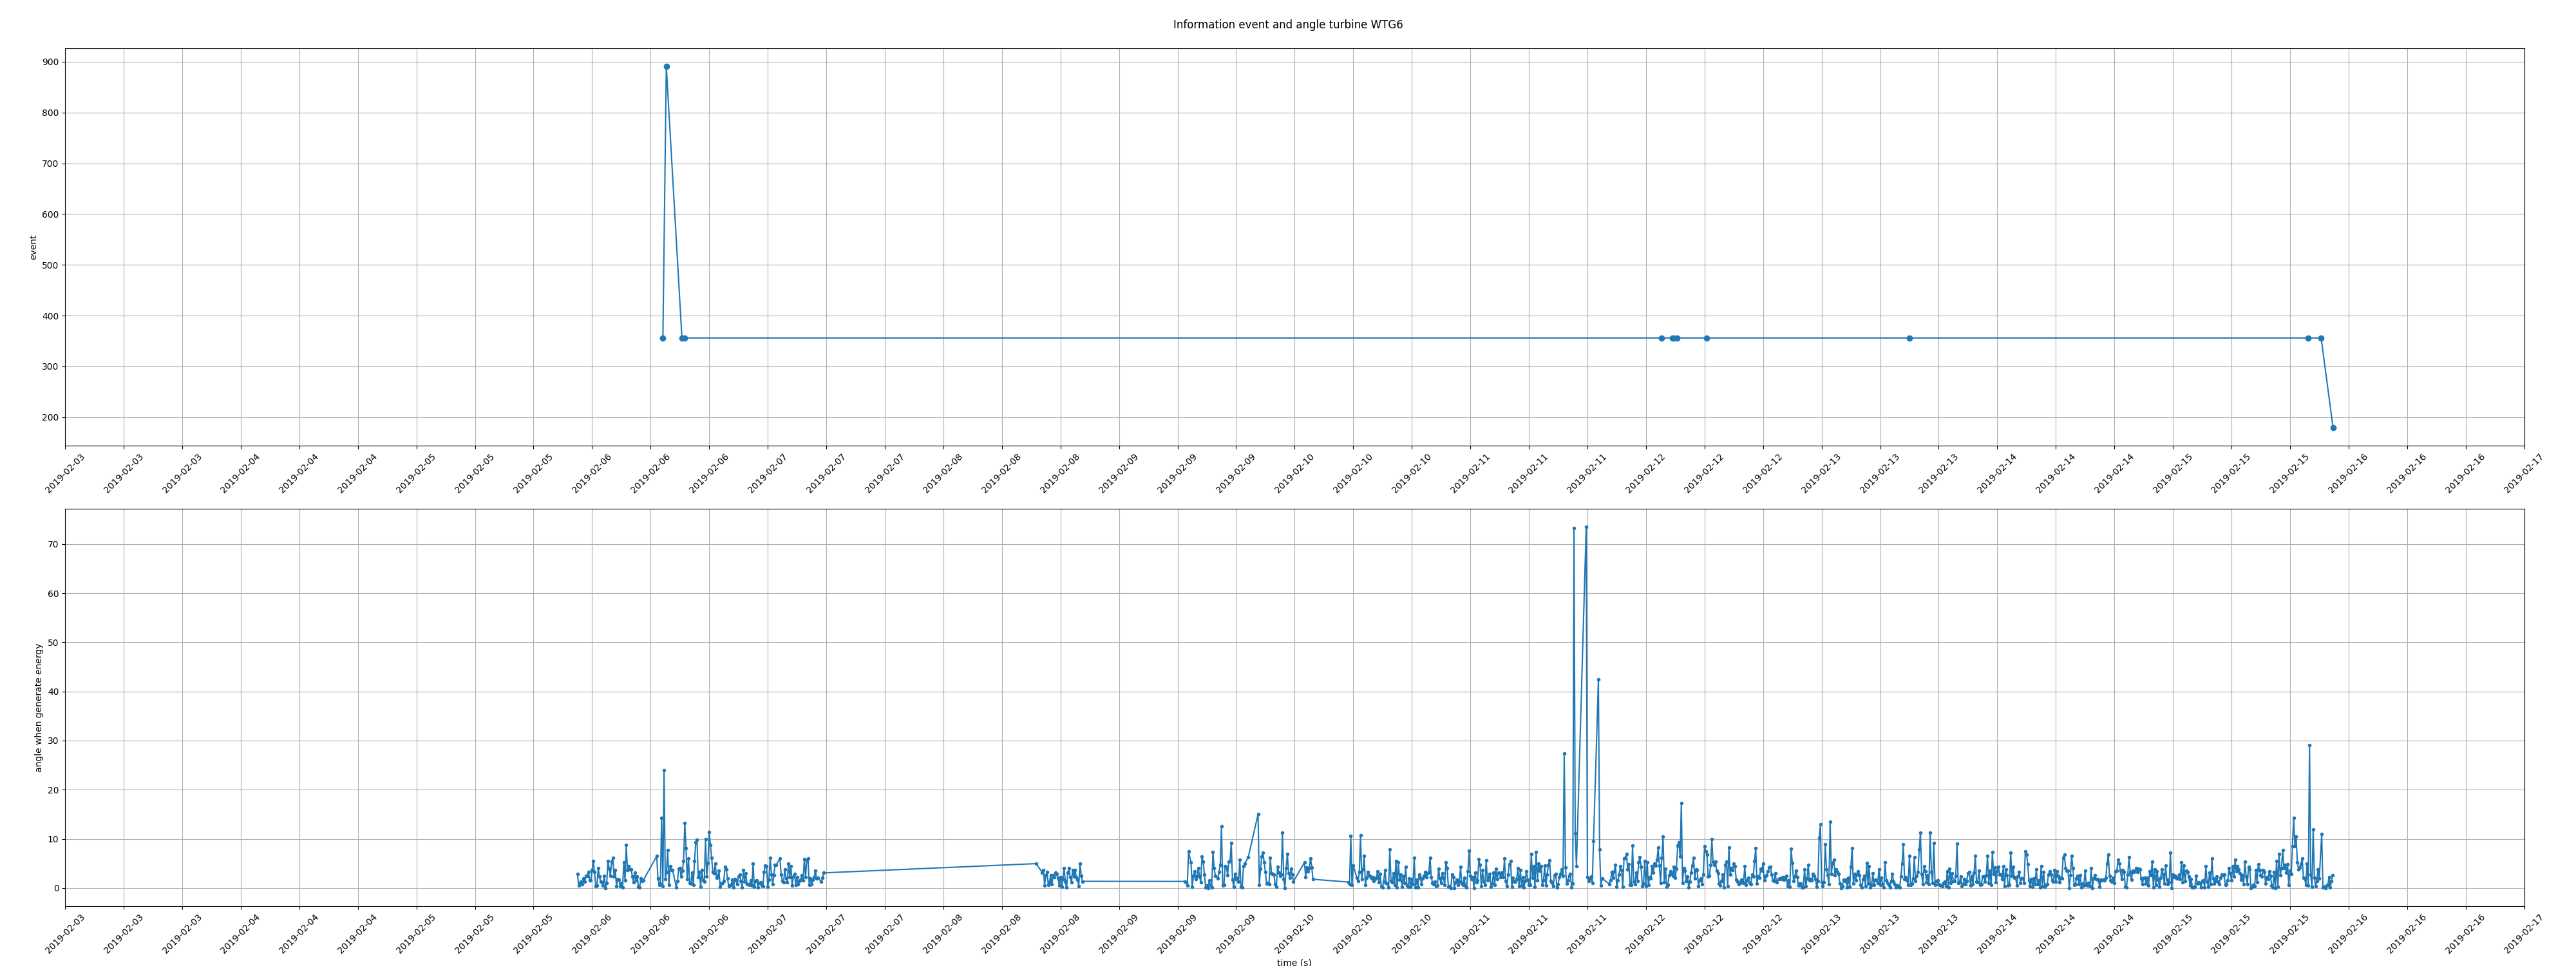 Information event and angle turbine WTG6
900
800
700
600
500
400
300
200
event
2019-02-03 2019-02-03 2019-02-03 2019-02-04 2019-02-04 2019-02-04 2019-02-05 2019-02-05 2019-02-05 2019-02-06 2019-02-06 2019-02-06 2019-02-07 2019-02-07 2019-02-07 2019-02-08 2019-02-08 2019-02-08 2019-02-09 2019-02-09 2019-02-09 2019-02-10 2019-02-10 2019-02-10 2019-02-11 2019-02-11 2019-02-11 2019-02-12 2019-02-12 2019-02-12 2019-02-13 2019-02-13 2019-02-13 2019-02-14 2019-02-14 2019-02-14 2019-02-15 2019-02-15 2019-02-15 2019-02-16 2019-02-16 2019-02-16 2019-02-17
70
60
50
40
30
20
10
0
angle when generate energy
2019-02-03 2019-02-03 2019-02-03 2019-02-04 2019-02-04 2019-02-04 2019-02-05 2019-02-05 2019-02-05 2019-02-06 2019-02-06 2019-02-06 2019-02-07 2019-02-07 2019-02-07 2019-02-08 2019-02-08 2019-02-08 2019-02-09 2019-02-09 2019-02-09 2019-02-10 2019-02-10 2019-02-10 2019-02-11 2019-02-11 2019-02-11 2019-02-12 2019-02-12 2019-02-12 2019-02-13 2019-02-13 2019-02-13 2019-02-14 2019-02-14 2019-02-14 2019-02-15 2019-02-15 2019-02-15 2019-02-16 2019-02-16 2019-02-16 2019-02-17
time (s)